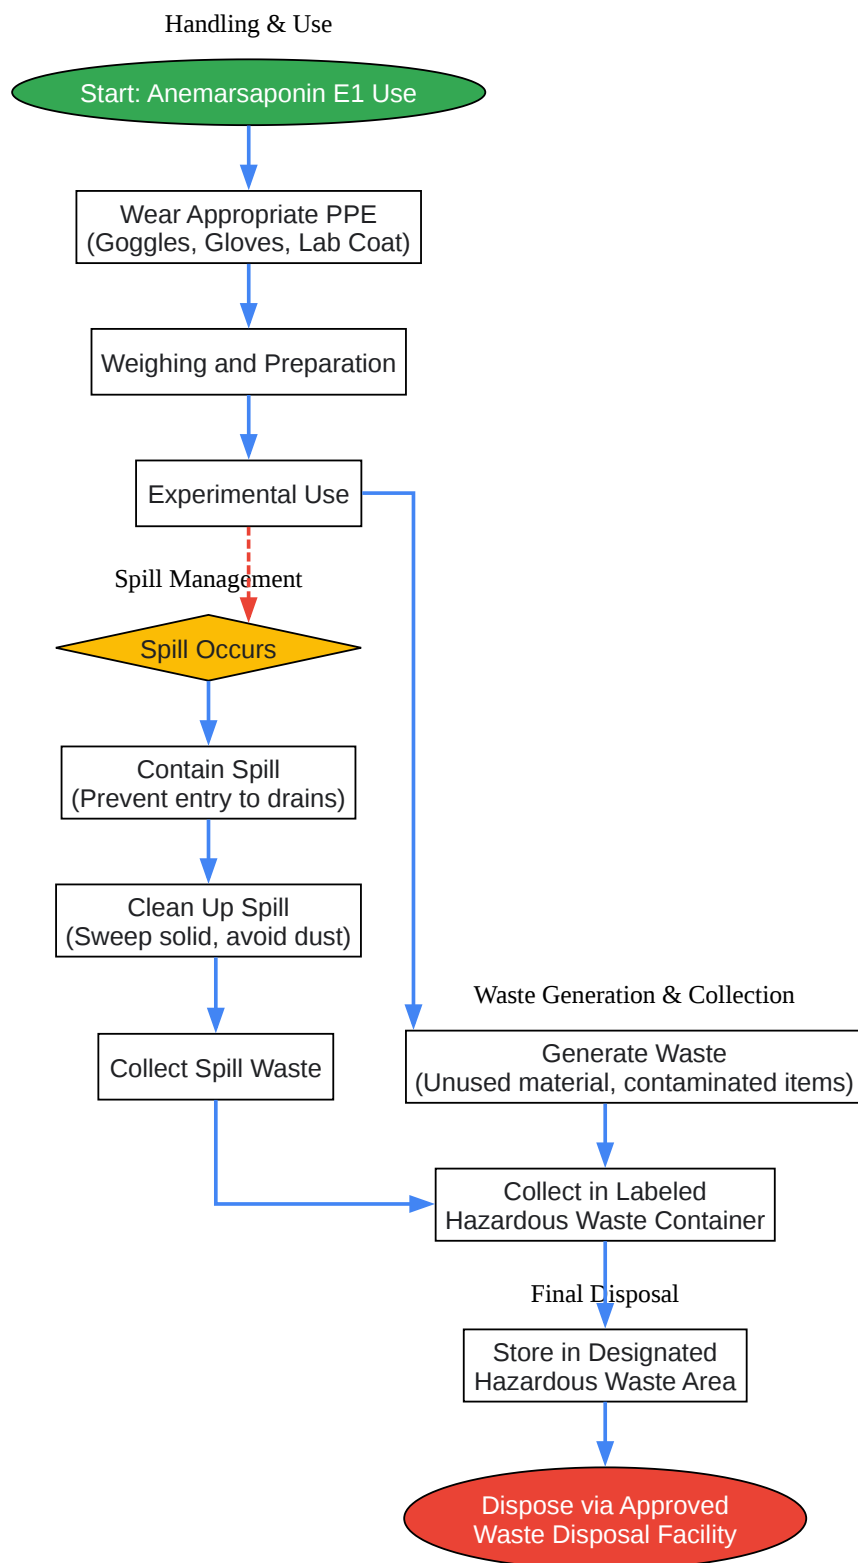 Handling & Use
Start: Anemarsaponin E1 Use
Wear Appropriate PPE
(Goggles, Gloves, Lab Coat)
Weighing and Preparation
Experimental Use
Spill Management
Spill Occurs
Contain Spill
(Prevent entry to drains)
Clean Up Spill
(Sweep solid, avoid dust)
Collect Spill Waste
Waste Generation & Collection
Generate Waste
(Unused material, contaminated items)
Collect in Labeled
Hazardous Waste Container
Final Disposal
Store in Designated
Hazardous Waste Area
Dispose via Approved
Waste Disposal Facility